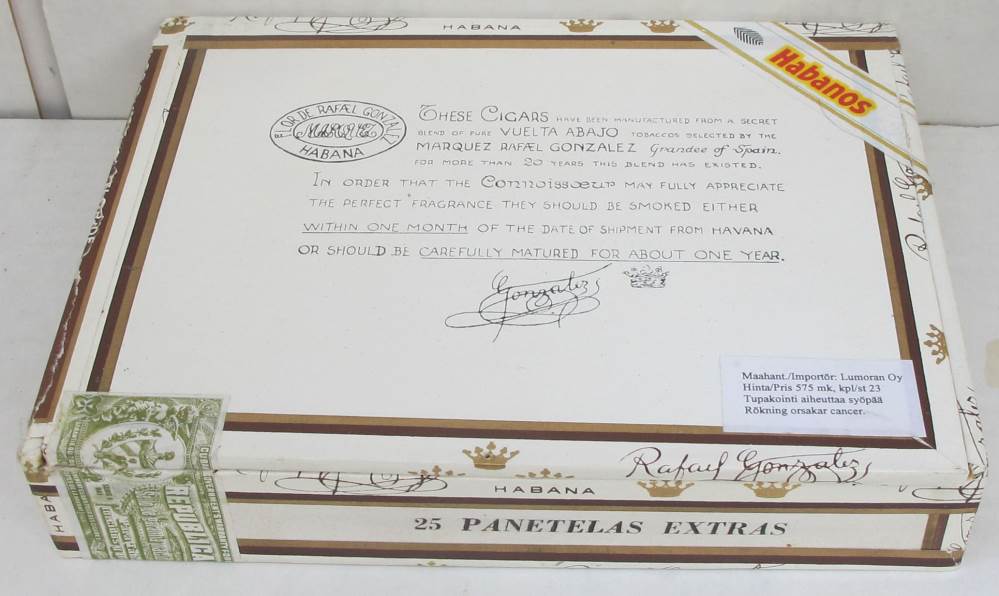 HABANA
Habanos
FLOR DE RAFAEL GONZALEZ
MARQUEZ
HABANA
THESE CIGARS HAVE BEEN MANUFACTURED FROM A SECRET
BLEND OF PURE VUELTA ABAJO TOBACCOS SELECTED BY THE
MARQUEZ RAFAEL GONZALEZ Grandee of Spain.
FOR MORE THAN 20 YEARS THIS BLEND HAS EXISTED.
IN ORDER THAT THE Connoisseur MAY FULLY APPRECIATE
THE PERFECT FRAGRANCE THEY SHOULD BE SMOKED EITHER
WITHIN ONE MONTH OF THE DATE OF SHIPMENT FROM HAVANA
OR SHOULD BE CAREFULLY MATURED FOR ABOUT ONE YEAR.
Gonzalez
Maahant./Importör: Lumoran Oy
Hinta/Pris 575 mk, kpl/st 23
Tupakointi aiheuttaa syöpää
Rökning orsakar cancer.
Rafael Gonzalez
HABANA
25 PANETELAS EXTRAS
REPUBLICA
HABA
Rafael Go